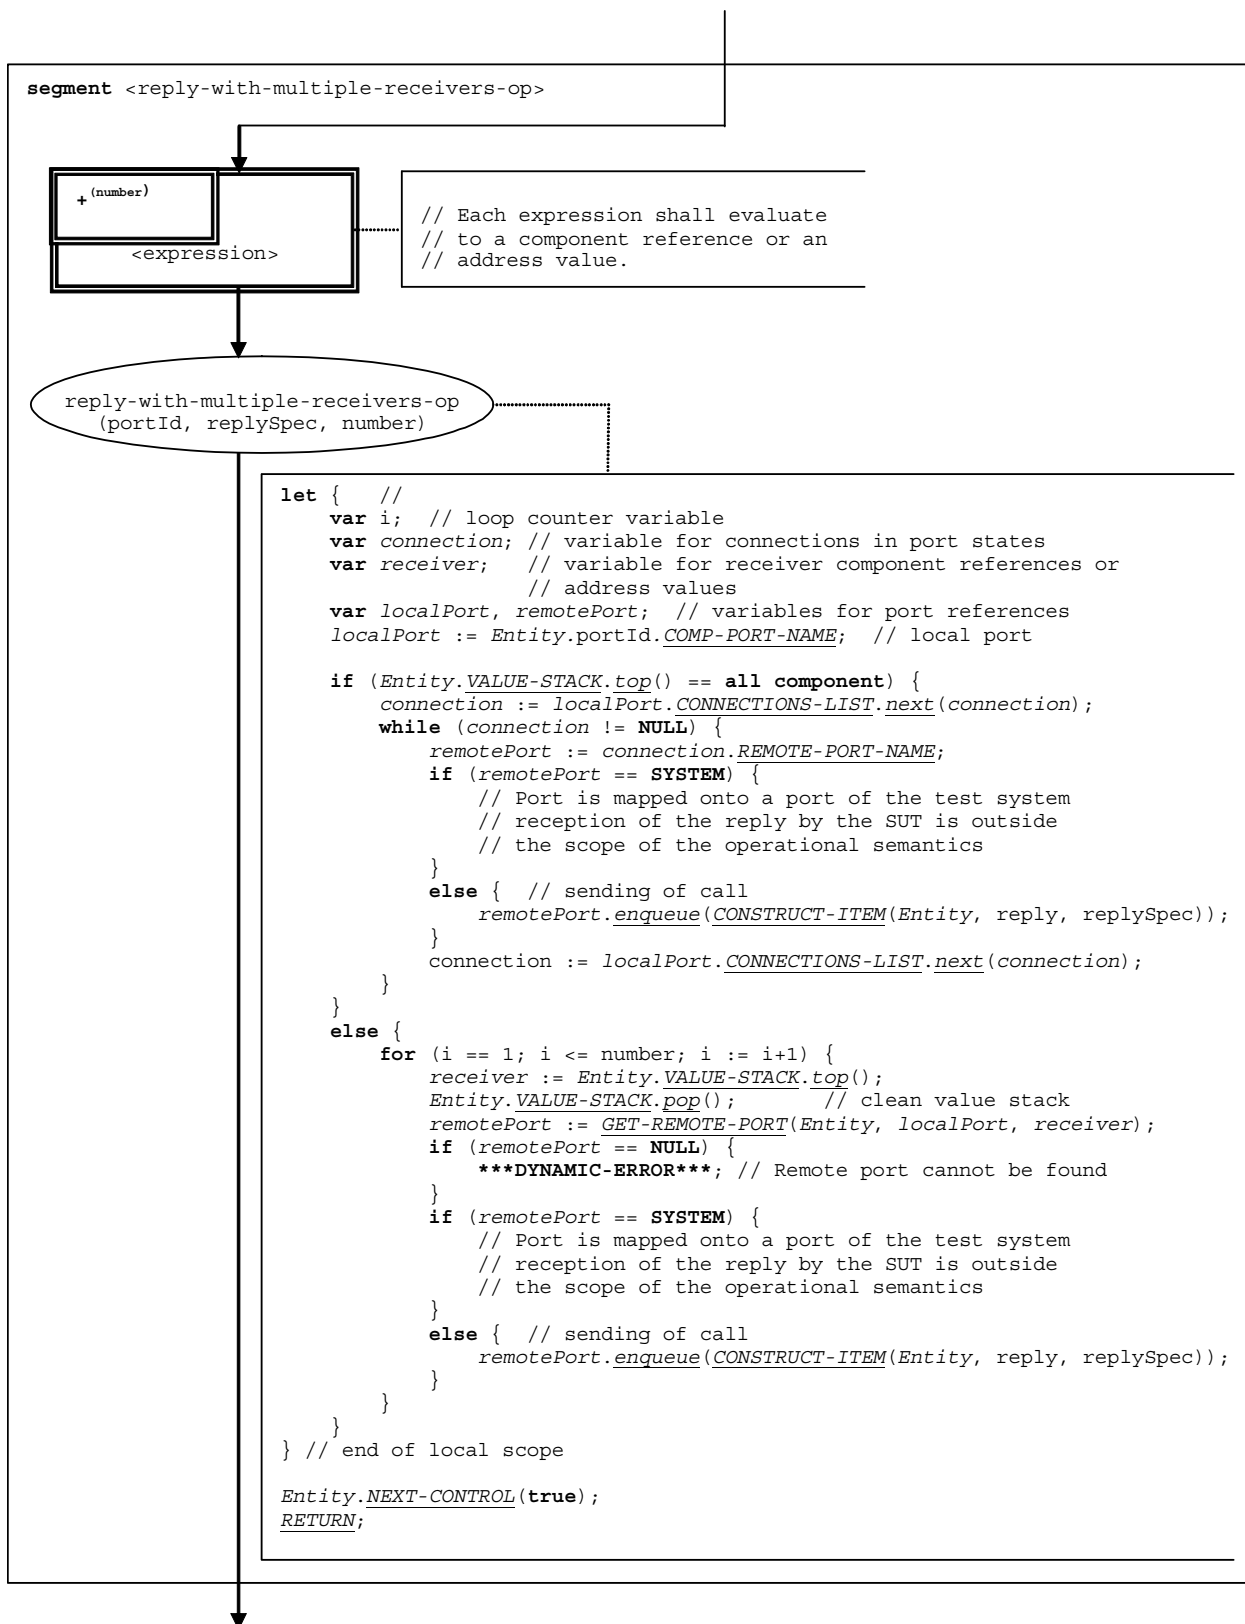 segment <reply-with-multiple-receivers-op>
+(number)
<expression>
// Each expression shall evaluate
// to a component reference or an
// address value.
reply-with-multiple-receivers-op
(portId, replySpec, number)
let {   //
    var i;  // loop counter variable
    var connection; // variable for connections in port states
    var receiver;   // variable for receiver component references or
                    // address values
    var localPort, remotePort;  // variables for port references
    localPort := Entity.portId.COMP-PORT-NAME;  // local port
    if (Entity.VALUE-STACK.top() == all component) {
        connection := localPort.CONNECTIONS-LIST.next(connection);
        while (connection != NULL) {
            remotePort := connection.REMOTE-PORT-NAME;
            if (remotePort == SYSTEM) {
                // Port is mapped onto a port of the test system
                // reception of the reply by the SUT is outside
                // the scope of the operational semantics
            }
            else {  // sending of call
                remotePort.enqueue(CONSTRUCT-ITEM(Entity, reply, replySpec));
            }
            connection := localPort.CONNECTIONS-LIST.next(connection);
        }
    }
    else {
        for (i == 1; i <= number; i := i+1) {
            receiver := Entity.VALUE-STACK.top();
            Entity.VALUE-STACK.pop();       // clean value stack
            remotePort := GET-REMOTE-PORT(Entity, localPort, receiver);
            if (remotePort == NULL) {
                ***DYNAMIC-ERROR***; // Remote port cannot be found
            }
            if (remotePort == SYSTEM) {
                // Port is mapped onto a port of the test system
                // reception of the reply by the SUT is outside
                // the scope of the operational semantics
            }
            else {  // sending of call
                remotePort.enqueue(CONSTRUCT-ITEM(Entity, reply, replySpec));
            }
        }
    }
} // end of local scope
Entity.NEXT-CONTROL(true);
RETURN;